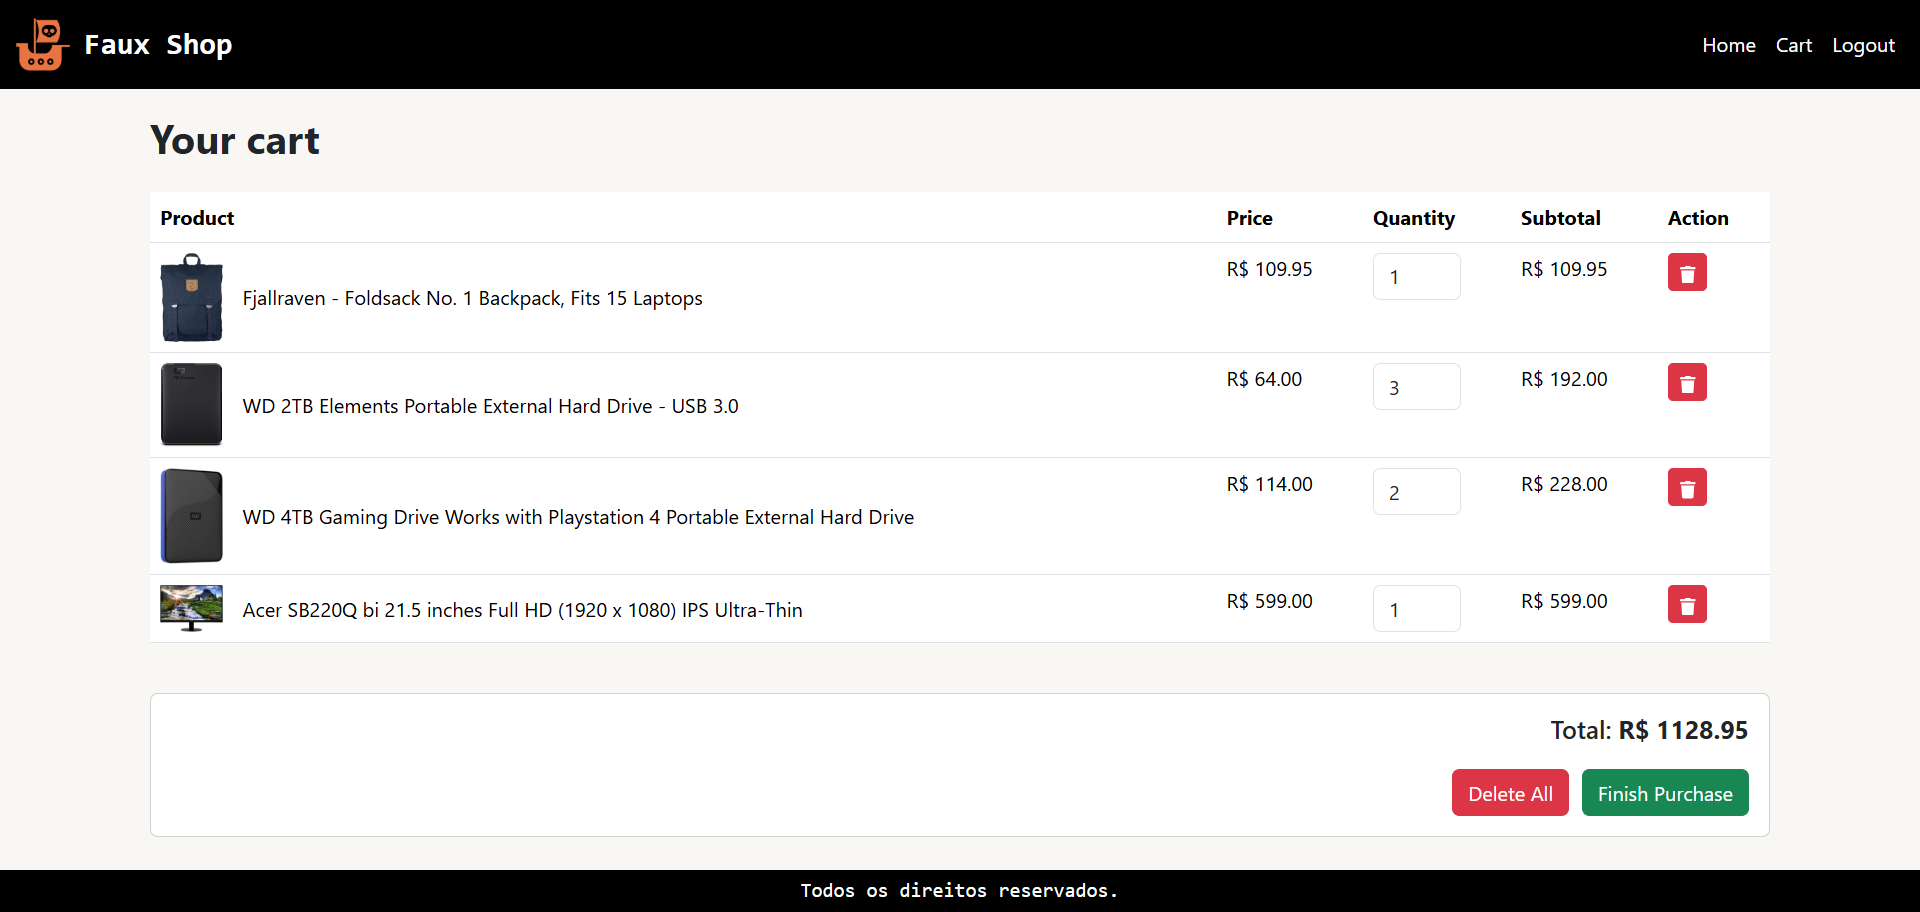 Faux Shop
Home Cart Logout
Your cart
Product Price Quantity Subtotal Action
Fjallraven - Foldsack No. 1 Backpack, Fits 15 Laptops R$ 109.95 1 R$ 109.95
WD 2TB Elements Portable External Hard Drive - USB 3.0 R$ 64.00 3 R$ 192.00
WD 4TB Gaming Drive Works with Playstation 4 Portable External Hard Drive R$ 114.00 2 R$ 228.00
Acer SB220Q bi 21.5 inches Full HD (1920 x 1080) IPS Ultra-Thin R$ 599.00 1 R$ 599.00
Total: R$ 1128.95
Delete All Finish Purchase
Todos os direitos reservados.